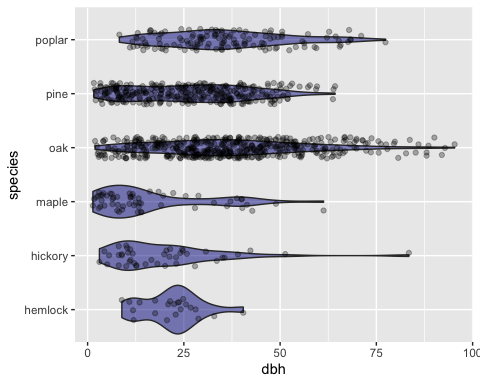 poplar
pine
oak
maple
hickory
hemlock
species
0 25 50 75 100
dbh